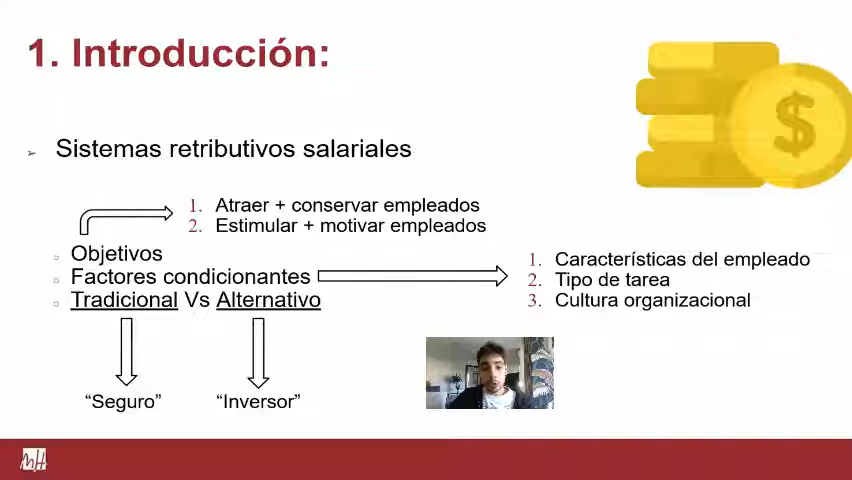 1. Introducción:
Sistemas retributivos salariales
1. Atraer + conservar empleados
2. Estimular + motivar empleados
Objetivos
Factores condicionantes
Tradicional Vs Alternativo
1. Características del empleado
2. Tipo de tarea
3. Cultura organizacional
“Seguro”
“Inversor”
$